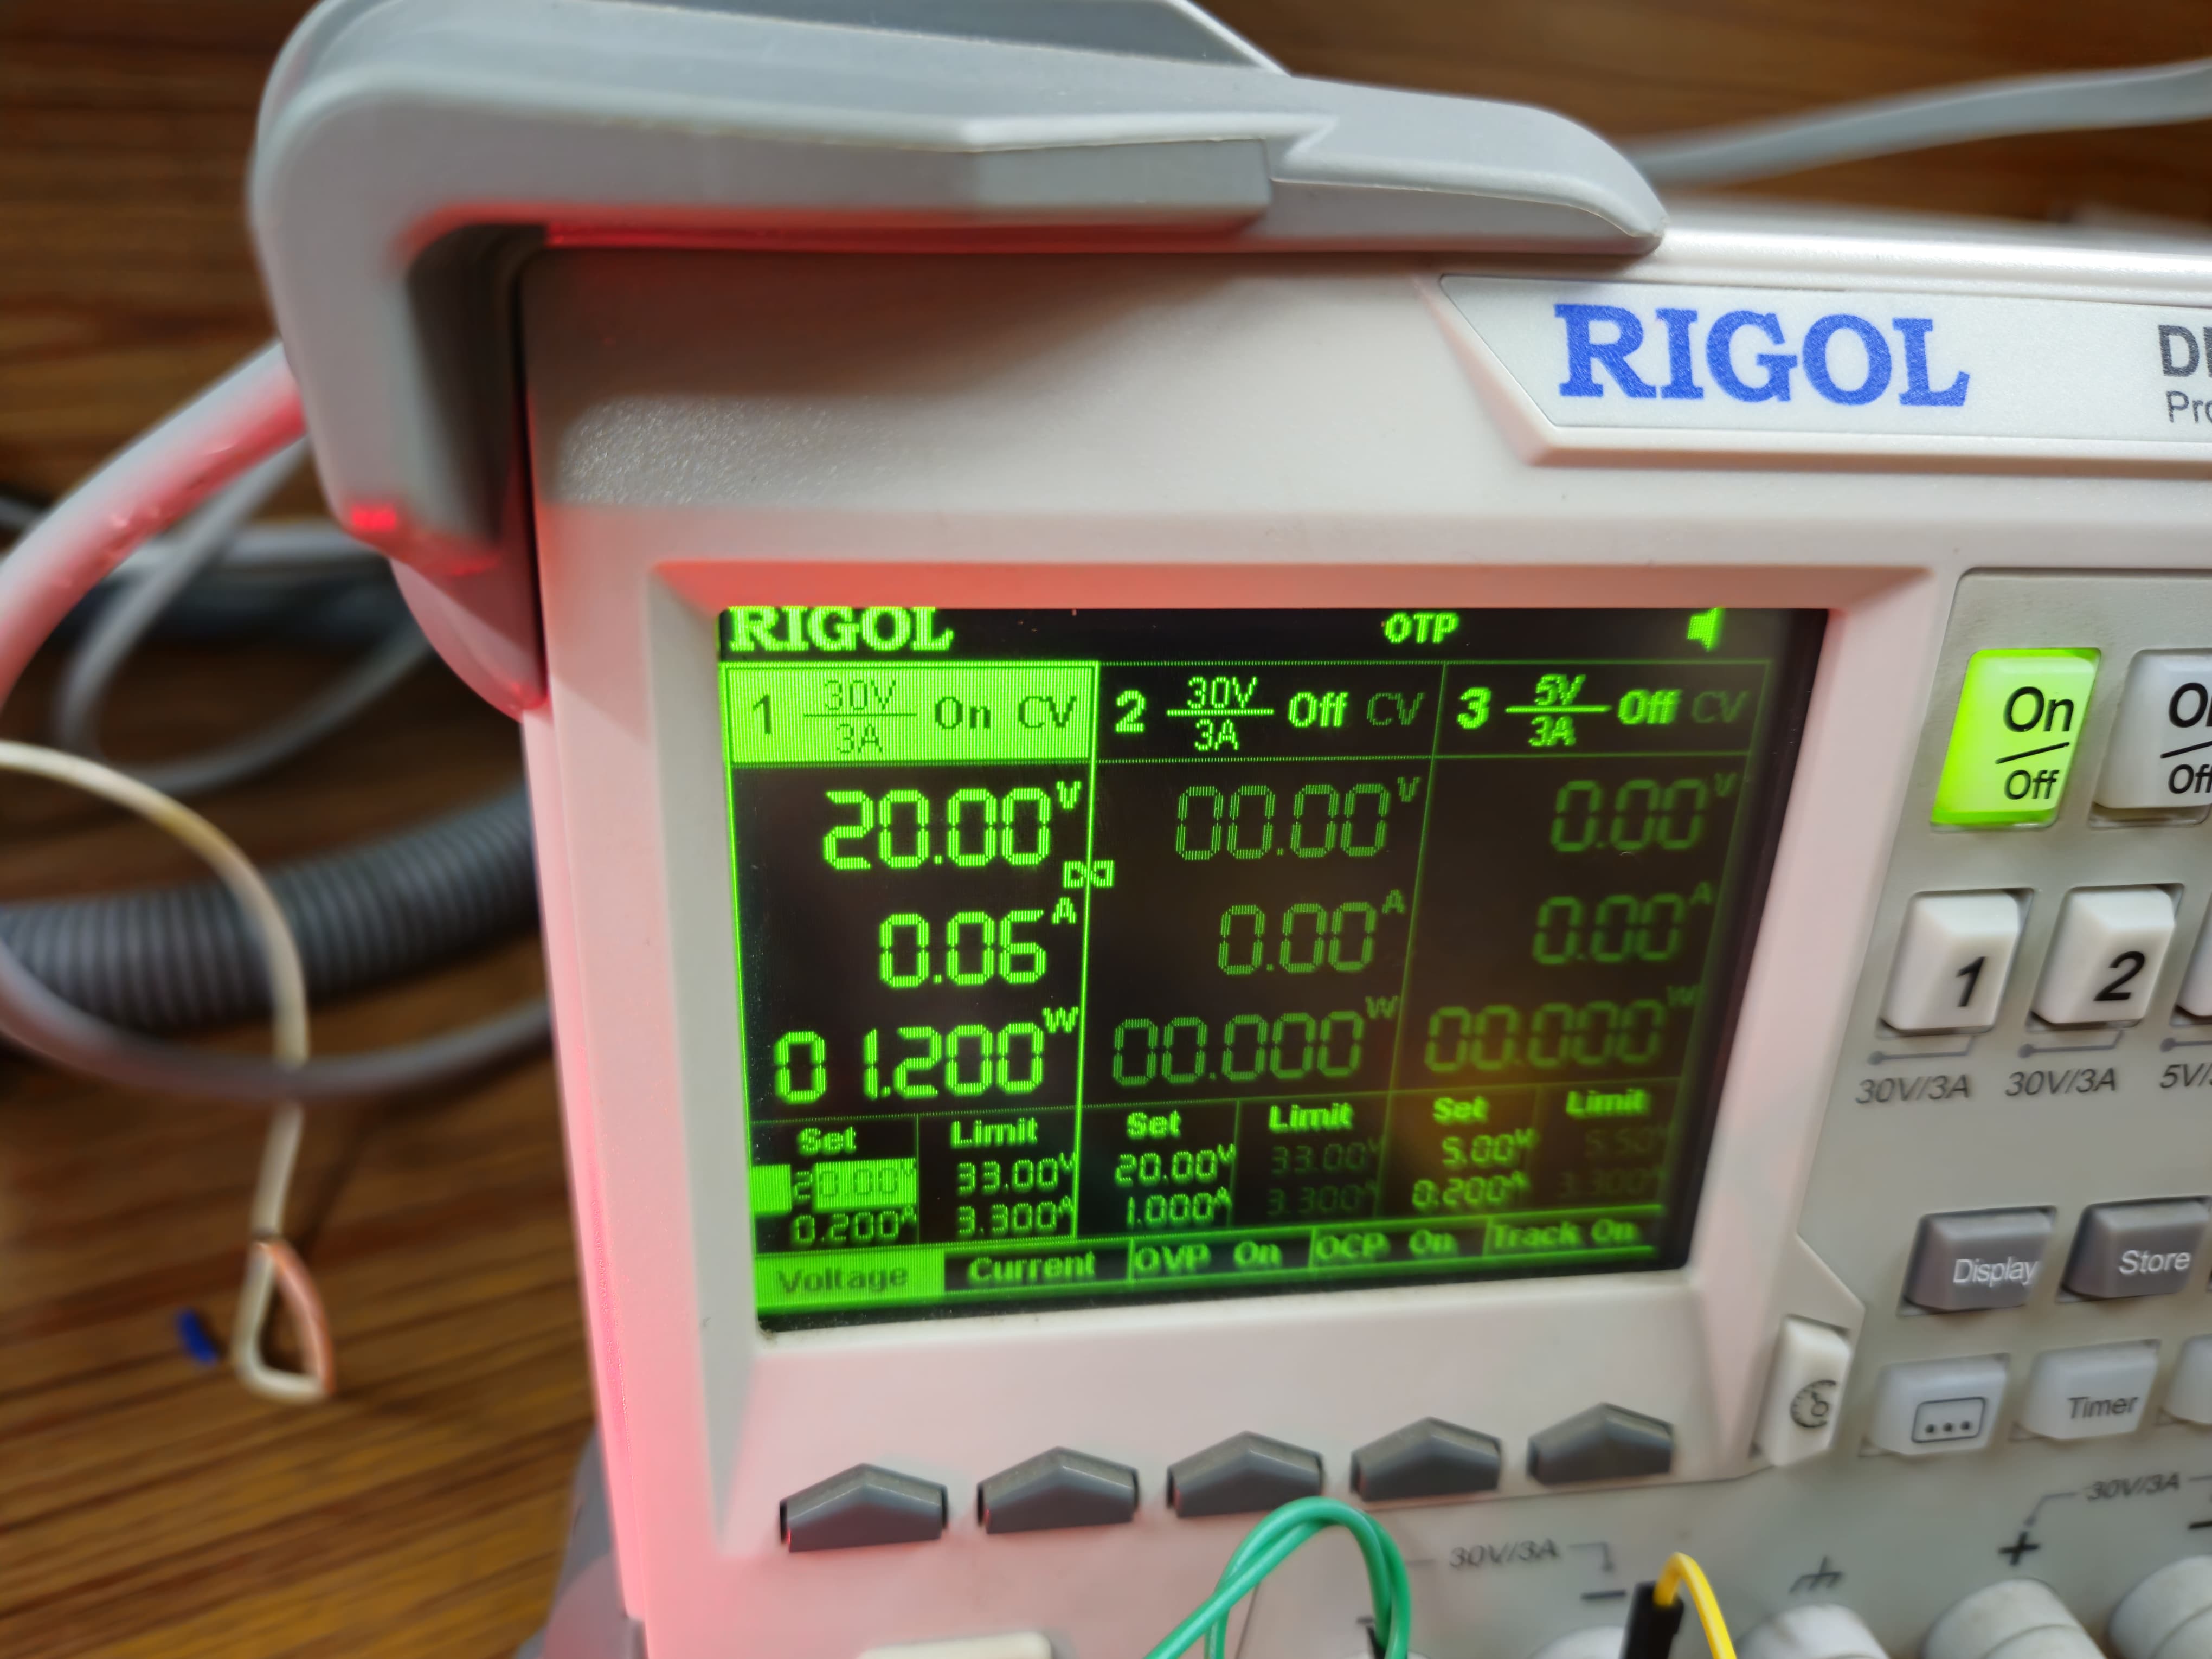 RIGOL
RIGOL OTP
1 30V/3A On CV
2 30V/3A Off CV
3 5V/3A Off CV
20.00V 00.00V 0.00V
0.06A 0.00A 0.00A
01.200W 00.000W 00.000W
Set Limit Set Limit Set Limit
20.00V 33.00V 20.00V 33.00V 5.00V 5.50V
0.200A 3.300A 1.000A 3.300A 0.200A 3.300A
Voltage Current OVP On OCP On Track On
On/Off
Off
1 2
30V/3A 30V/3A
Display Store
Timer
30V/3A
30V/3A
+
−